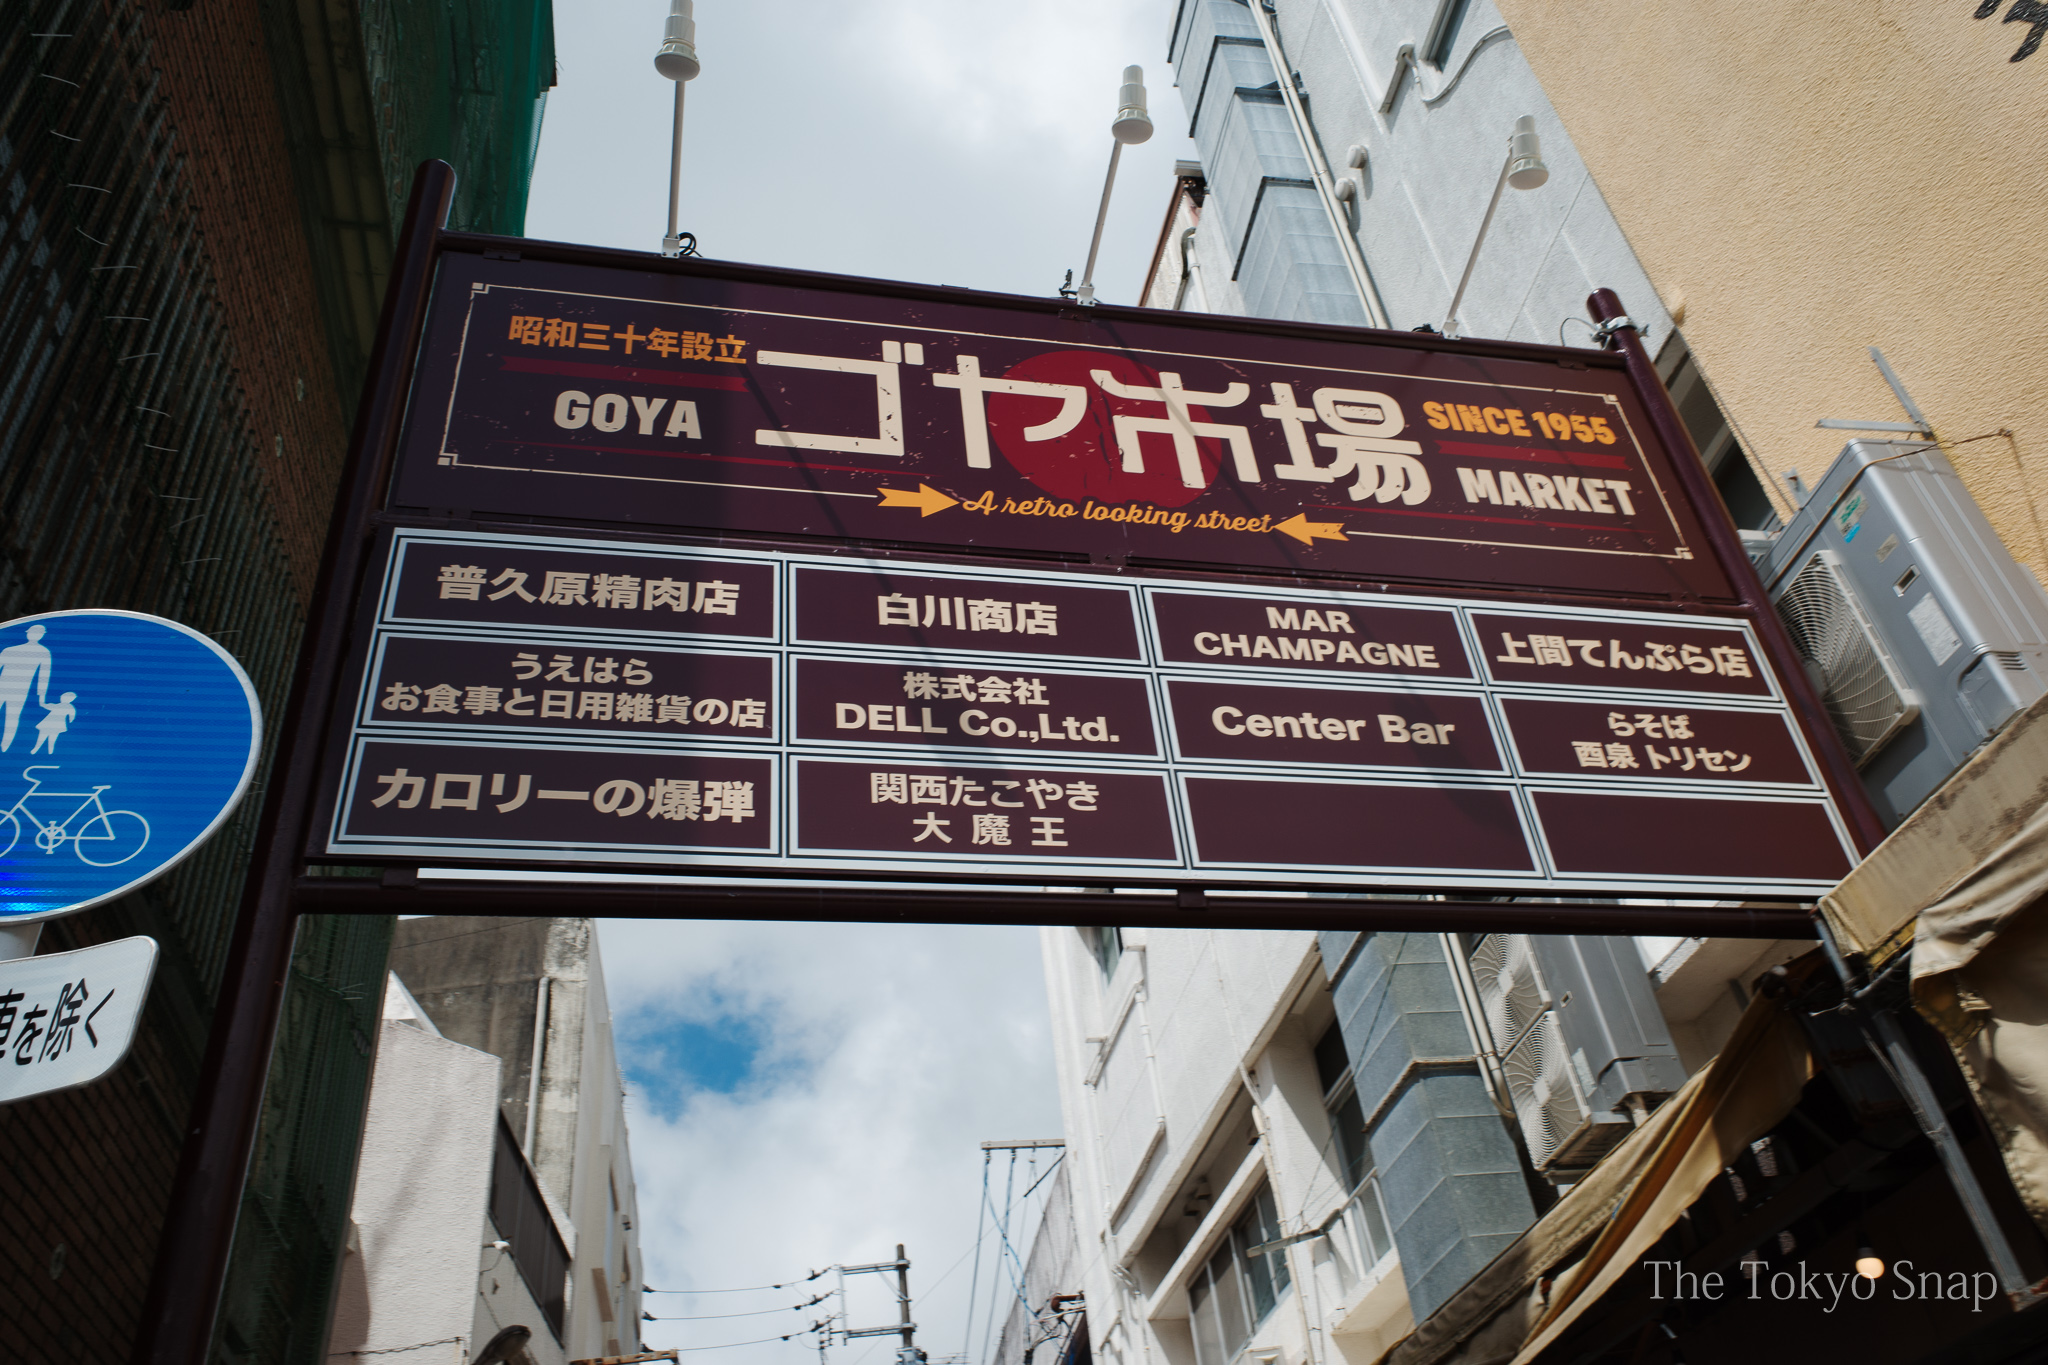 昭和三十年設立
GOYA
ゴヤ市場
SINCE 1955
MARKET
A retro looking street
普久原精肉店
白川商店
MAR
CHAMPAGNE
上間てんぷら店
うえはら
お食事と日用雑貨の店
株式会社
DELL Co.,Ltd.
Center Bar
らそば
酉泉 トリセン
カロリーの爆弾
関西たこやき
大魔王
車を除く
The Tokyo Snap